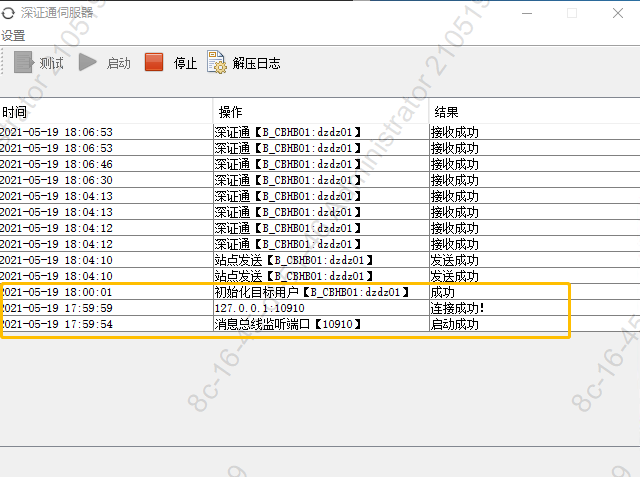 深证通伺服器
设置
测试 启动 停止 解压日志
时间 操作 结果
2021-05-19 18:06:53 深证通【B_CBHB01:dzdz01】 接收成功
2021-05-19 18:06:53 深证通【B_CBHB01:dzdz01】 接收成功
2021-05-19 18:06:46 深证通【B_CBHB01:dzdz01】 接收成功
2021-05-19 18:06:30 深证通【B_CBHB01:dzdz01】 接收成功
2021-05-19 18:04:13 深证通【B_CBHB01:dzdz01】 接收成功
2021-05-19 18:04:13 深证通【B_CBHB01:dzdz01】 接收成功
2021-05-19 18:04:12 深证通【B_CBHB01:dzdz01】 接收成功
2021-05-19 18:04:12 深证通【B_CBHB01:dzdz01】 接收成功
2021-05-19 18:04:10 站点发送【B_CBHB01:dzdz01】 发送成功
2021-05-19 18:04:10 站点发送【B_CBHB01:dzdz01】 发送成功
2021-05-19 18:00:01 初始化目标用户【B_CBHB01:dzdz01】 成功
2021-05-19 17:59:59 127.0.0.1:10910 连接成功!
2021-05-19 17:59:54 消息总线监听端口【10910】 启动成功